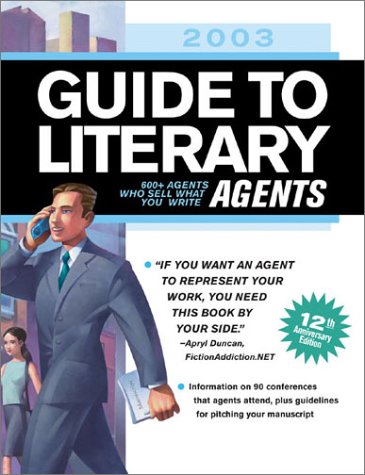 2003
GUIDE TO
LITERARY
600+ AGENTS
WHO SELL WHAT
YOU WRITE
AGENTS
• "IF YOU WANT AN AGENT
TO REPRESENT YOUR
WORK, YOU NEED
THIS BOOK BY
YOUR SIDE."
–Apryl Duncan,
FictionAddiction.NET
12th
Anniversary
Edition
• Information on 90 conferences
that agents attend, plus guidelines
for pitching your manuscript